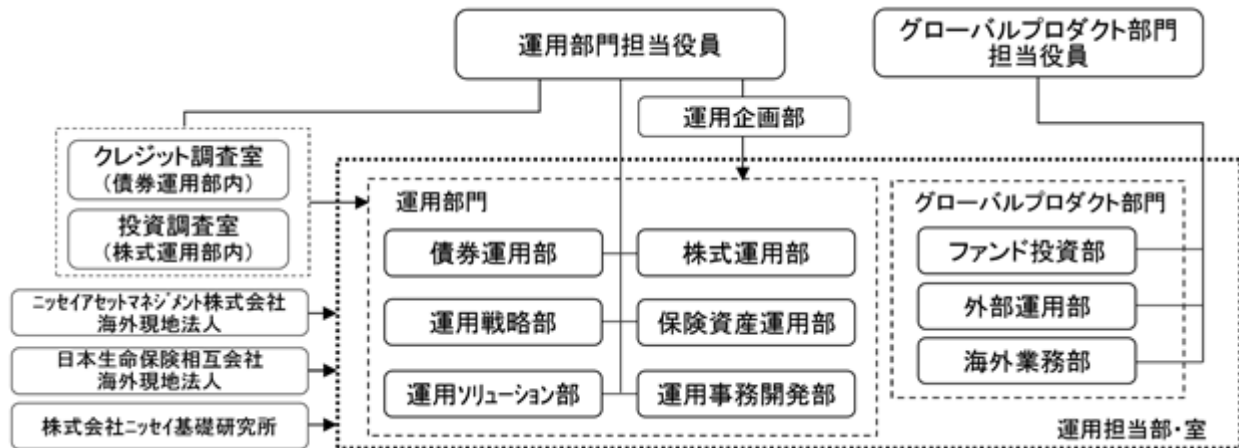 運用部門担当役員
グローバルプロダクト部門
担当役員
運用企画部
クレジット調査室
(債券運用部内)
投資調査室
(株式運用部内)
運用部門
債券運用部
株式運用部
運用戦略部
保険資産運用部
運用ソリューション部
運用事務開発部
グローバルプロダクト部門
ファンド投資部
外部運用部
海外業務部
ニッセイアセットマネジメント株式会社
海外現地法人
日本生命保険相互会社
海外現地法人
株式会社ニッセイ基礎研究所
運用担当部・室